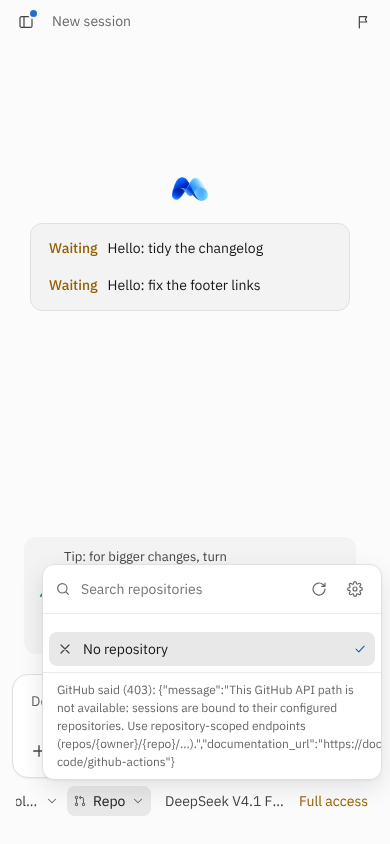 New session
Waiting Hello: tidy the changelog
Waiting Hello: fix the footer links
Tip: for bigger changes, turn
Search repositories
No repository
GitHub said (403): {"message":"This GitHub API path is
not available: sessions are bound to their configured
repositories. Use repository-scoped endpoints
(repos/{owner}/{repo}/...).","documentation_url":"https://doc
code/github-actions"}
ol... Repo DeepSeek V4.1 F... Full access